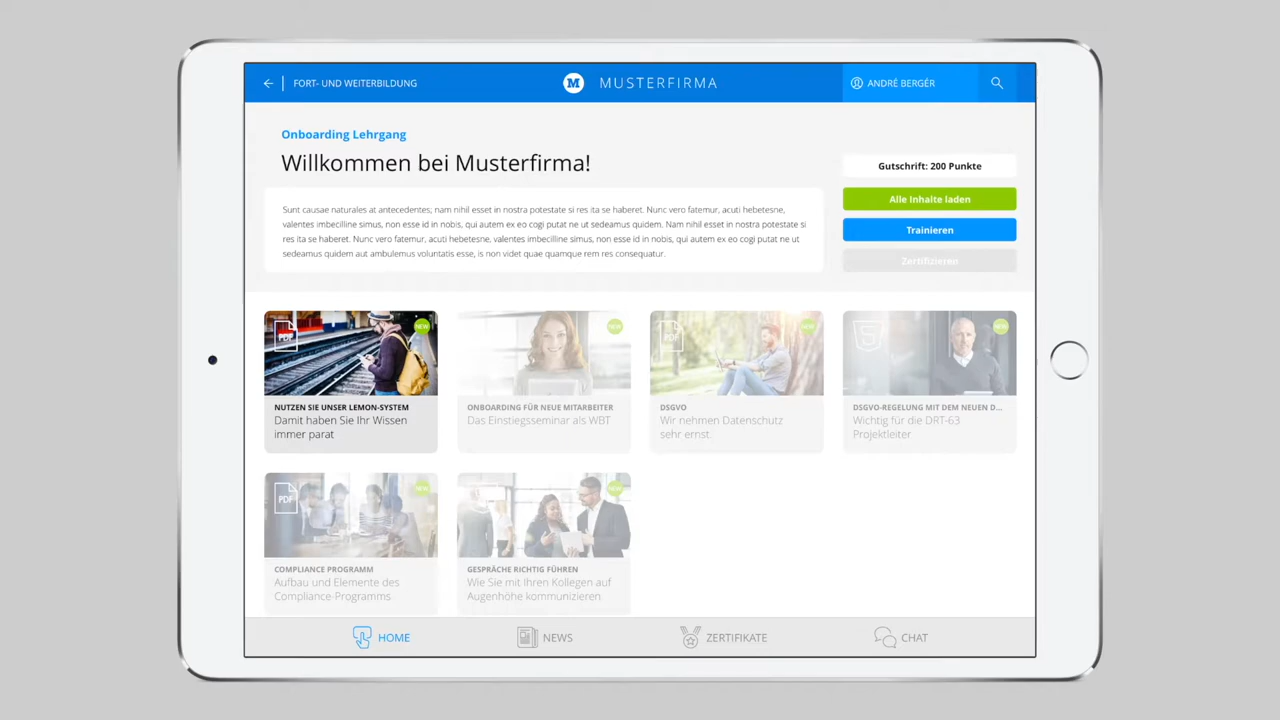 FORT- UND WEITERBILDUNG
M MUSTERFIRMA
ANDRÉ BERGÉR
Onboarding Lehrgang
Willkommen bei Musterfirma!
Sunt causae naturales at antecedentes; nam nihil esset in nostra potestate si res ita se haberet. Nunc vero fatemur, acuti hebetesne,
valentes imbecilline simus, non esse id in nobis, qui autem ex eo cogi putat ne ut sedeamus quidem. Nam nihil esset in nostra potestate si
res ita se haberet. Nunc vero fatemur, acuti hebetesne, valentes imbecilline simus, non esse id in nobis, qui autem ex eo cogi putat ne ut
sedeamus quidem aut ambulemus voluntatis esse, is non videt quae quamque rem res consequatur.
Gutschrift: 200 Punkte
Alle Inhalte laden
Trainieren
Zertifizieren
PDF
NEW
NUTZEN SIE UNSER LEMON-SYSTEM
Damit haben Sie Ihr Wissen
immer parat
NEW
ONBOARDING FÜR NEUE MITARBEITER
Das Einstiegsseminar als WBT
PDF
NEW
DSGVO
Wir nehmen Datenschutz
sehr ernst.
5
NEW
DSGVO-REGELUNG MIT DEM NEUEN D...
Wichtig für die DRT-63
Projektleiter
PDF
NEW
COMPLIANCE PROGRAMM
Aufbau und Elemente des
Compliance-Programms.
NEW
GESPRÄCHE RICHTIG FÜHREN
Wie Sie mit Ihren Kollegen auf
Augenhöhe kommunizieren.
HOME
NEWS
ZERTIFIKATE
CHAT